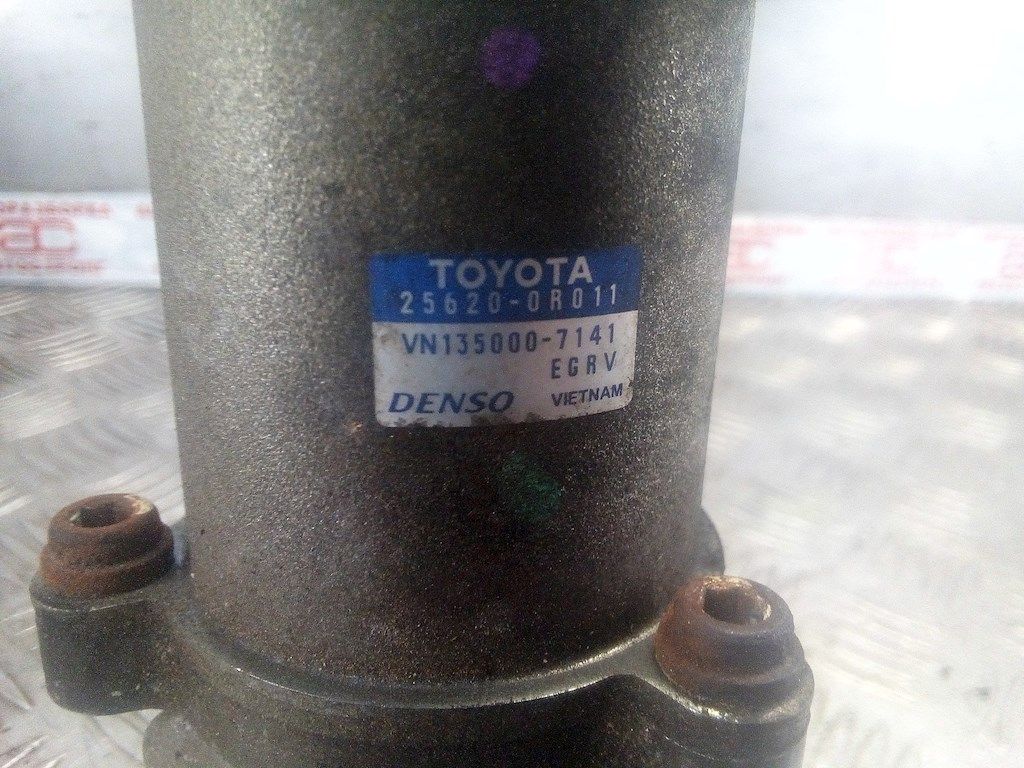 TOYOTA
25620-0R011
VN135000-7141
EGRV
DENSO VIETNAM